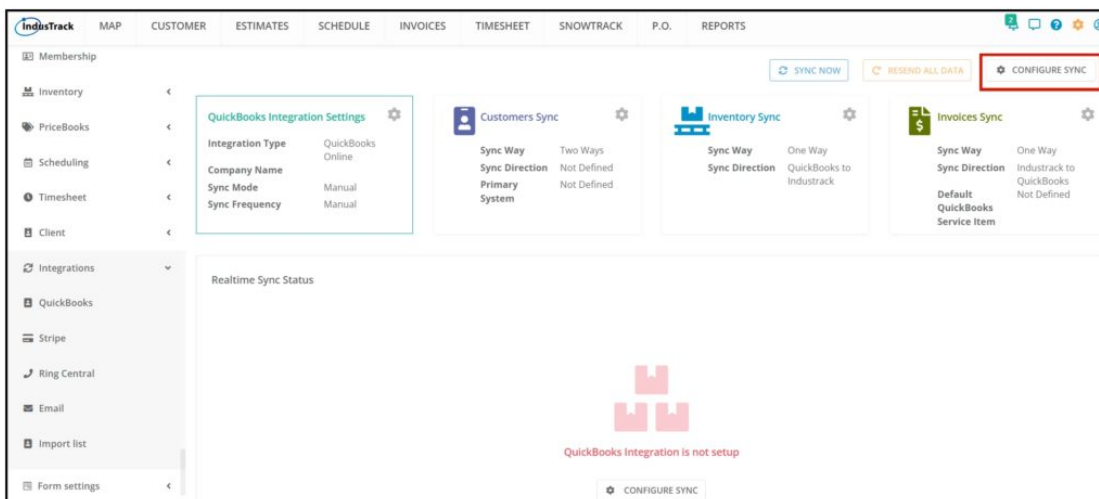 IndusTrack MAP CUSTOMER ESTIMATES SCHEDULE INVOICES TIMESHEET SNOWTRACK P.O. REPORTS 2
Membership
Inventory
PriceBooks
Scheduling
Timesheet
Client
Integrations
QuickBooks
Stripe
Ring Central
Email
Import list
Form settings
SYNC NOW RESEND ALL DATA CONFIGURE SYNC
QuickBooks Integration Settings
Integration Type QuickBooks
Online
Company Name
Sync Mode Manual
Sync Frequency Manual
Customers Sync
Sync Way Two Ways
Sync Direction Not Defined
Primary Not Defined
System
Inventory Sync
Sync Way One Way
Sync Direction QuickBooks to
Industrack
Invoices Sync
Sync Way One Way
Sync Direction Industrack to
QuickBooks
Default Not Defined
QuickBooks
Service Item
Realtime Sync Status
QuickBooks Integration is not setup
CONFIGURE SYNC